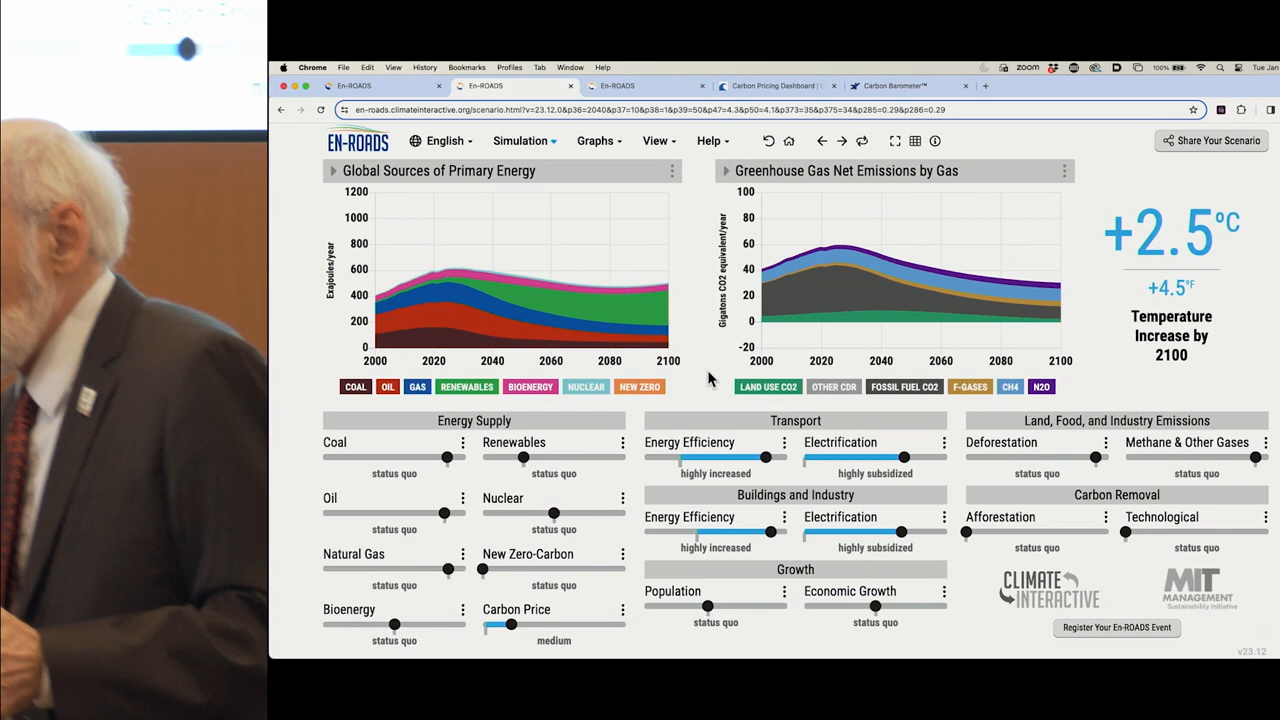 Chrome File Edit View History Bookmarks Profiles Tab Window Help zoom 100% Tue Jan
En-ROADS En-ROADS En-ROADS Carbon Pricing Dashboard | Carbon Barometer™
en-roads.climateinteractive.org/scenario.html?v=23.12.0&p36=2040&p37=10&p38=1&p39=50&p47=4.3&p50=4.1&p373=35&p375=34&p285=0.29&p286=0.29
EN-ROADS English Simulation Graphs View Help Share Your Scenario
Global Sources of Primary Energy
Exajoules/year
1200
1000
800
600
400
200
0
2000 2020 2040 2060 2080 2100
COAL OIL GAS RENEWABLES BIOENERGY NUCLEAR NEW ZERO
Greenhouse Gas Net Emissions by Gas
Gigatons CO2 equivalent/year
100
80
60
40
20
0
-20
2000 2020 2040 2060 2080 2100
LAND USE CO2 OTHER CDR FOSSIL FUEL CO2 F-GASES CH4 N2O
+2.5°C
+4.5°F
Temperature
Increase by
2100
Energy Supply
Coal
status quo
Renewables
status quo
Oil
status quo
Nuclear
status quo
Natural Gas
status quo
New Zero-Carbon
status quo
Bioenergy
status quo
Carbon Price
medium
Transport
Energy Efficiency
highly increased
Electrification
highly subsidized
Buildings and Industry
Energy Efficiency
highly increased
Electrification
highly subsidized
Growth
Population
status quo
Economic Growth
status quo
Land, Food, and Industry Emissions
Deforestation
status quo
Methane & Other Gases
status quo
Carbon Removal
Afforestation
status quo
Technological
status quo
CLIMATE
INTERACTIVE
MIT
MANAGEMENT
Sustainability Initiative
Register Your En-ROADS Event
v23.12